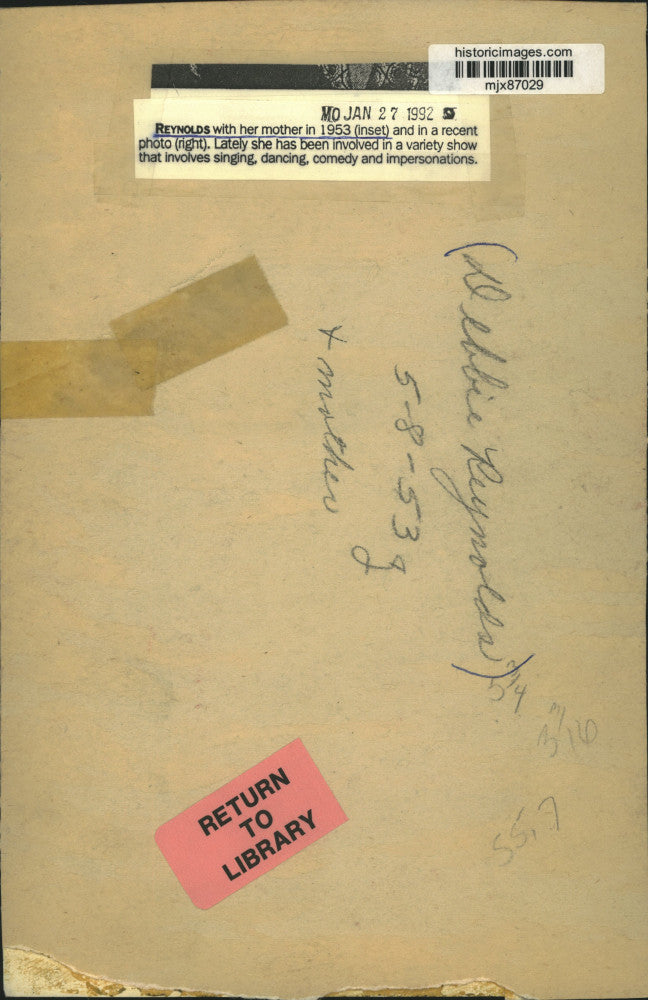 historicimages.com
mjx87029
MO JAN 27 1992
REYNOLDS with her mother in 1953 (inset) and in a recent
photo (right). Lately she has been involved in a variety show
that involves singing, dancing, comedy and impersonations.
(Debbie Reynolds)
5-8-53 g
+ mother
RETURN
TO
LIBRARY